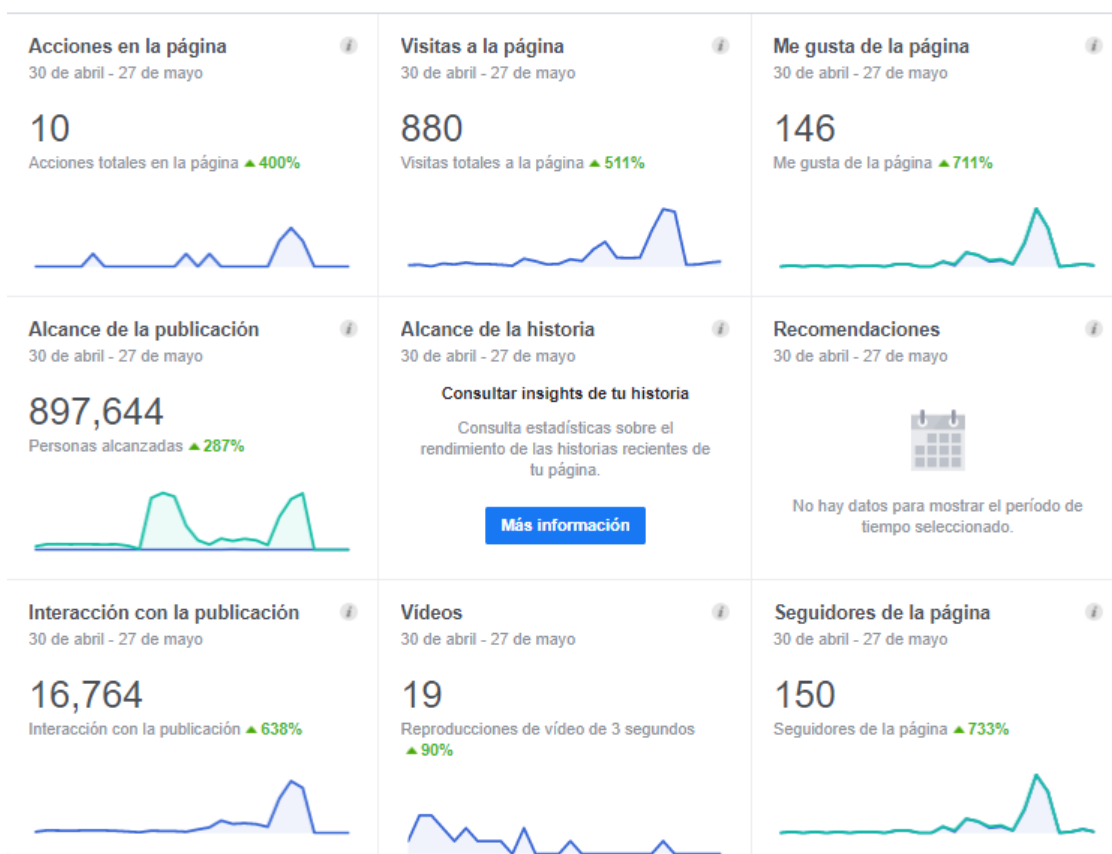 Acciones en la página
30 de abril - 27 de mayo
10
Acciones totales en la página ▲ 400%
Visitas a la página
30 de abril - 27 de mayo
880
Visitas totales a la página ▲ 511%
Me gusta de la página
30 de abril - 27 de mayo
146
Me gusta de la página ▲ 711%
Alcance de la publicación
30 de abril - 27 de mayo
897,644
Personas alcanzadas ▲ 287%
Alcance de la historia
30 de abril - 27 de mayo
Consultar insights de tu historia
Consulta estadísticas sobre el
rendimiento de las historias recientes de
tu página.
Más información
Recomendaciones
30 de abril - 27 de mayo
No hay datos para mostrar el período de
tiempo seleccionado.
Interacción con la publicación
30 de abril - 27 de mayo
16,764
Interacción con la publicación ▲ 638%
Vídeos
30 de abril - 27 de mayo
19
Reproducciones de vídeo de 3 segundos
▲ 90%
Seguidores de la página
30 de abril - 27 de mayo
150
Seguidores de la página ▲ 733%